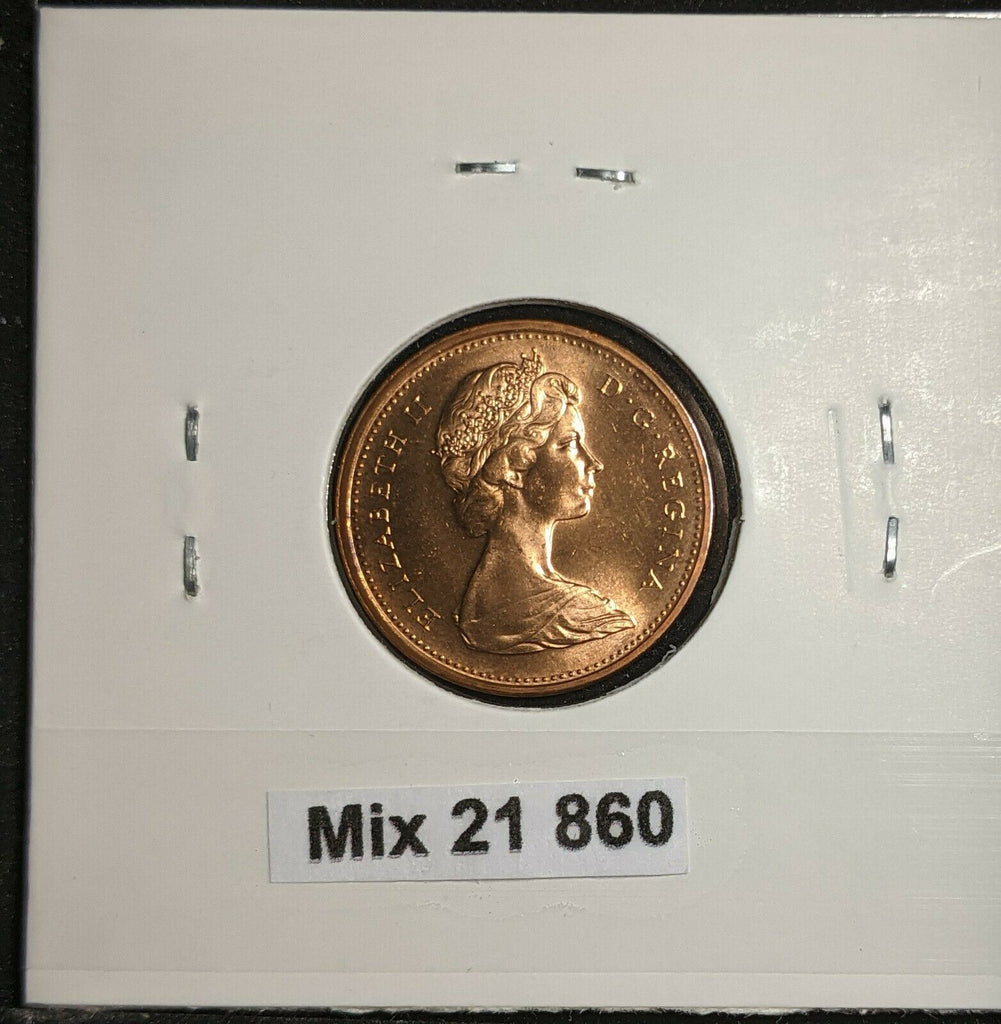 ELIZABETH II D·G·REGINA
Mix 21 860